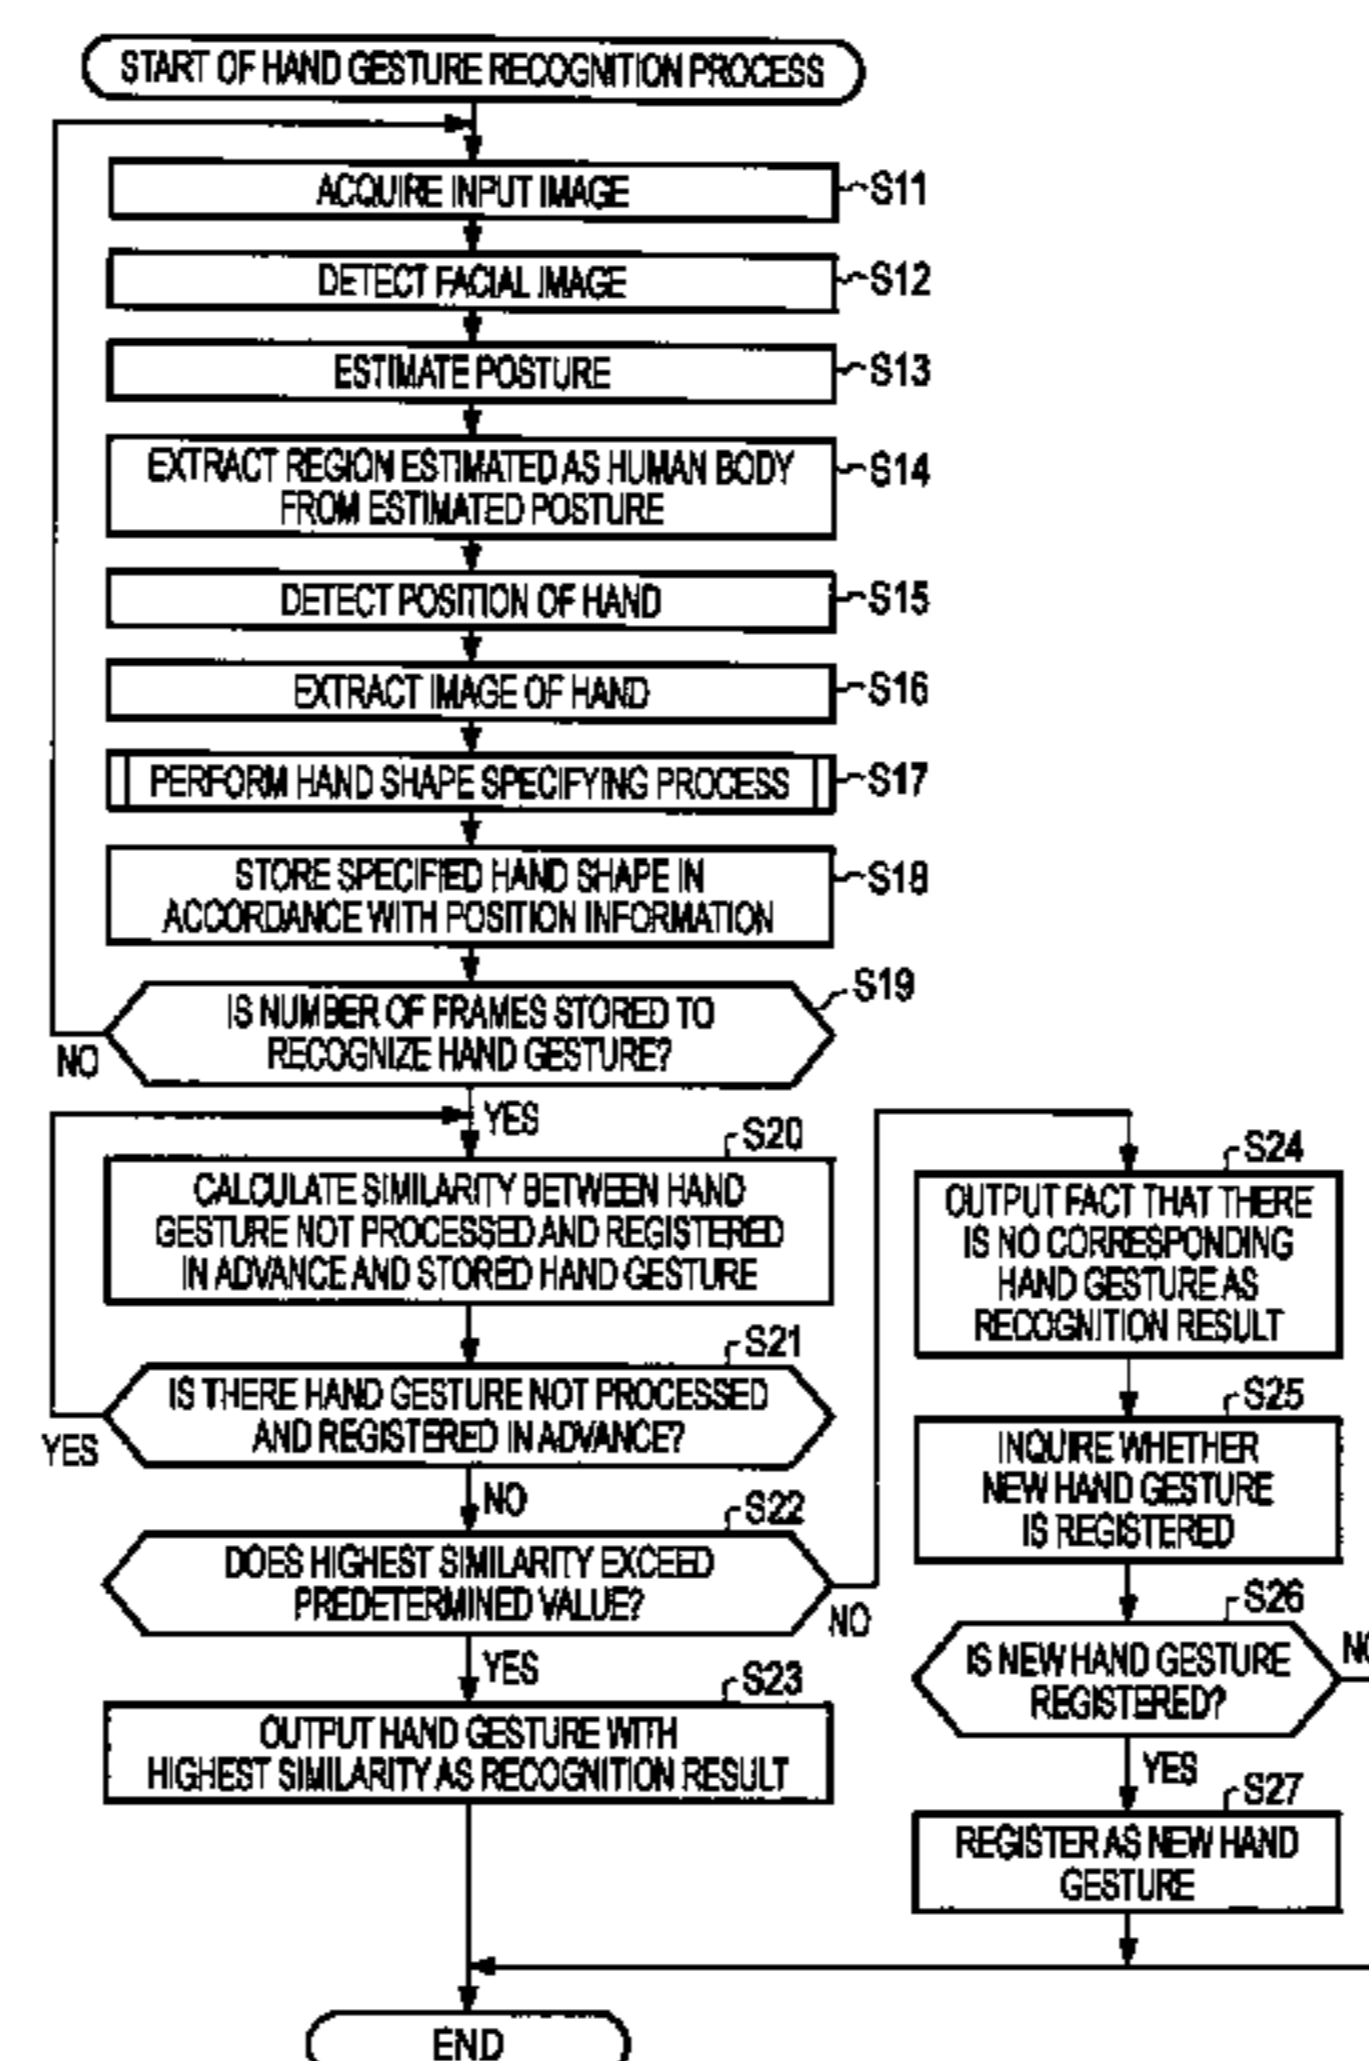 START OF HAND GESTURE RECOGNITION PROCESS
ACQUIRE INPUT IMAGE
S11
DETECT FACIAL IMAGE
S12
ESTIMATE POSTURE
S13
EXTRACT REGION ESTIMATED AS HUMAN BODY
FROM ESTIMATED POSTURE
S14
DETECT POSITION OF HAND
S15
EXTRACT IMAGE OF HAND
S16
PERFORM HAND SHAPE SPECIFYING PROCESS
S17
STORE SPECIFIED HAND SHAPE IN
ACCORDANCE WITH POSITION INFORMATION
S18
S19
IS NUMBER OF FRAMES STORED TO
RECOGNIZE HAND GESTURE?
NO
YES
S20
CALCULATE SIMILARITY BETWEEN HAND
GESTURE NOT PROCESSED AND REGISTERED
IN ADVANCE AND STORED HAND GESTURE
S21
IS THERE HAND GESTURE NOT PROCESSED
AND REGISTERED IN ADVANCE?
YES
NO
S22
DOES HIGHEST SIMILARITY EXCEED
PREDETERMINED VALUE?
NO
YES
S23
OUTPUT HAND GESTURE WITH
HIGHEST SIMILARITY AS RECOGNITION RESULT
S24
OUTPUT FACT THAT THERE
IS NO CORRESPONDING
HAND GESTURE AS
RECOGNITION RESULT
S25
INQUIRE WHETHER
NEW HAND GESTURE
IS REGISTERED
S26
IS NEW HAND GESTURE
REGISTERED?
NO
YES
S27
REGISTER AS NEW HAND
GESTURE
END